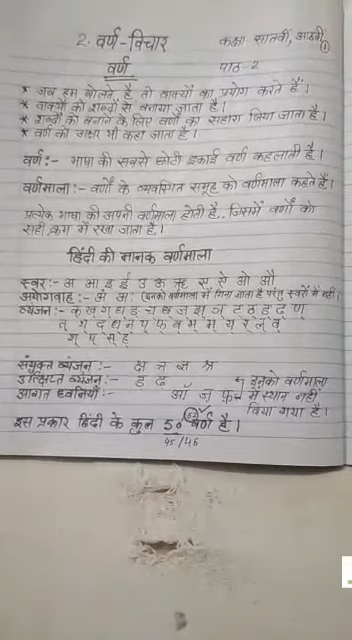 2. वर्ण-विचार कक्षा सातवीं, आठवीं ①
वर्ण पाठ-2
* जब हम बोलते हैं तो वाक्यों का प्रयोग करते हैं।
* वाक्यों को शब्दों से बनाया जाता है।
* शब्दों को बनाने के लिए वर्णों का सहारा लिया जाता है।
* वर्ण को अक्षर भी कहा जाता है।
वर्ण:- भाषा की सबसे छोटी इकाई वर्ण कहलाती है।
वर्णमाला:- वर्णों के व्यवस्थित समूह को वर्णमाला कहते हैं।
प्रत्येक भाषा की अपनी वर्णमाला होती है, जिसमें वर्णों को
सही क्रम में रखा जाता है।
हिंदी की मानक वर्णमाला
स्वर:- अ आ इ ई उ ऊ ऋ ए ऐ ओ औ
अयोगवाह:- अं अः (इनको वर्णमाला में गिना जाता है परंतु स्वरों में नहीं।
व्यंजन:- क् ख् ग् घ् ङ् च् छ् ज् झ् ञ् ट् ठ् ड् ढ् ण्
त् थ् द् ध् न् प् फ् ब् भ् म् य् र् ल् व्
श् ष् स् ह्
संयुक्त व्यंजन:- क्ष त्र ज्ञ श्र
उत्क्षिप्त व्यंजन:- ड़ ढ़ इनको वर्णमाला
आगत ध्वनियाँ:- ऑ ज़ फ़ में स्थान नहीं
दिया गया है।
इस प्रकार हिंदी के कुल 50 वर्ण है।
45/46